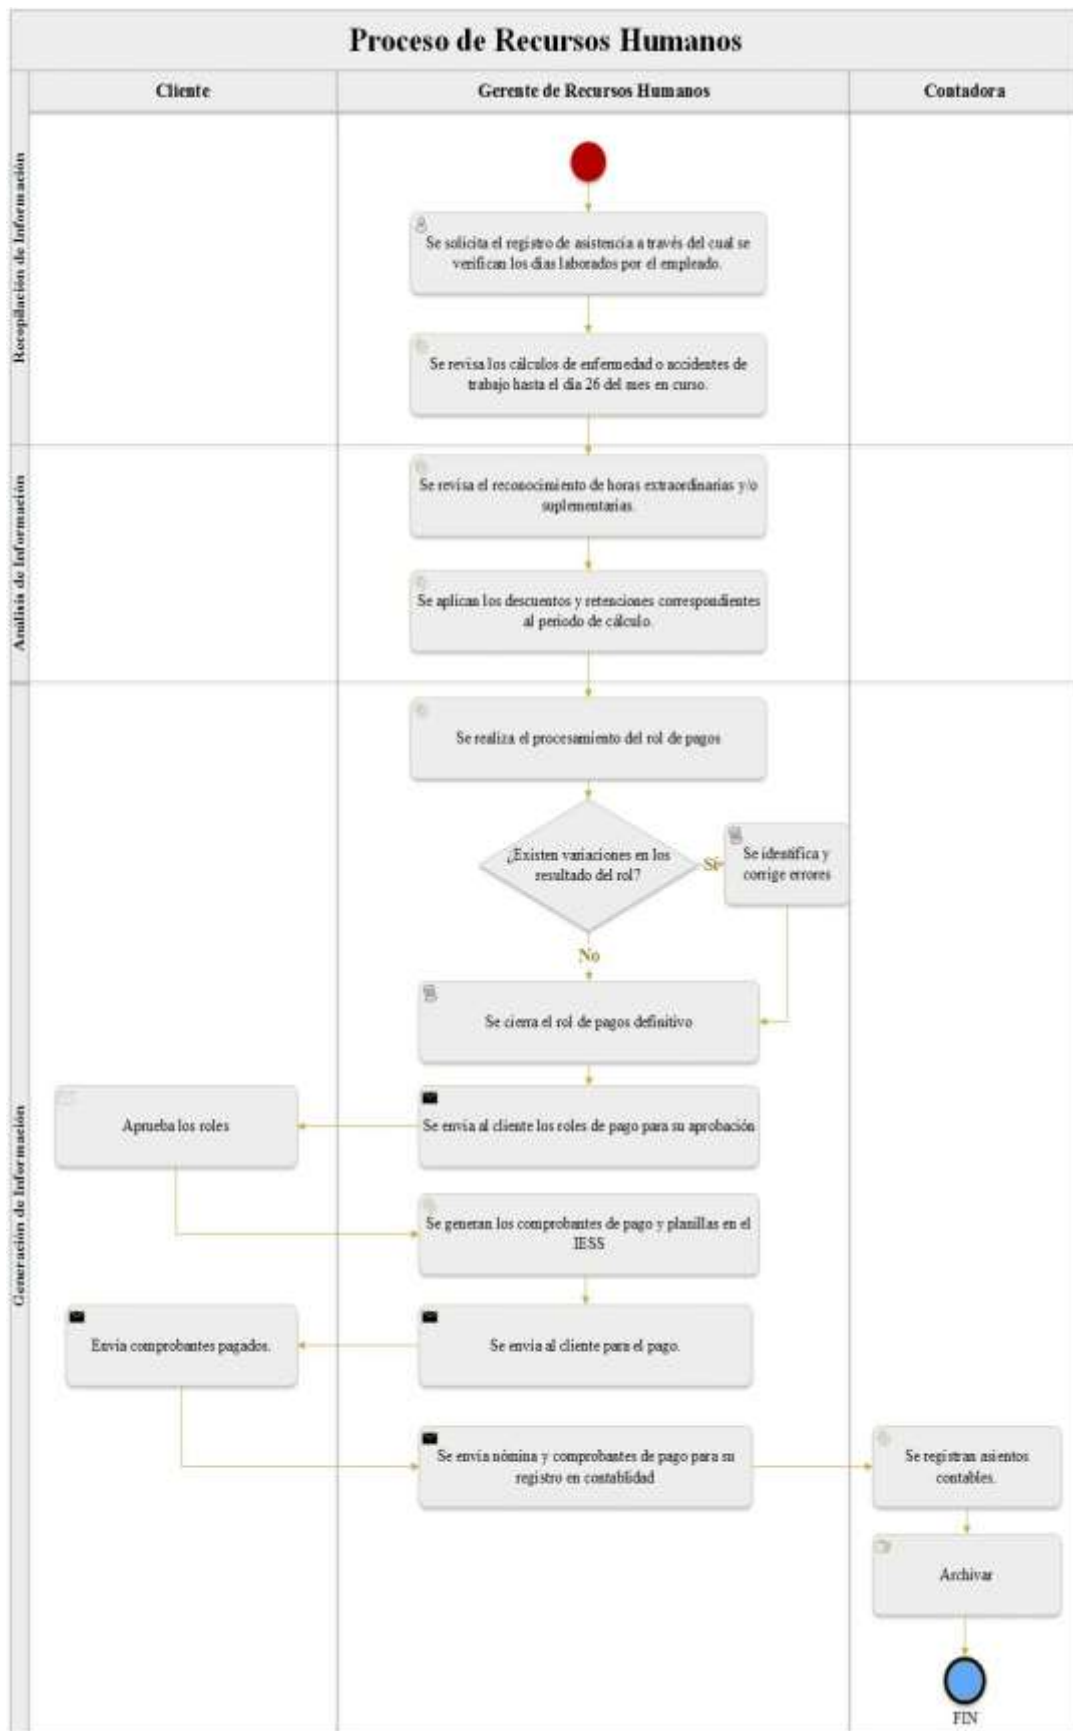 Proceso de Recursos Humanos
Cliente
Gerente de Recursos Humanos
Contadora
Recopilación de Información
Se solicita el registro de asistencia a través del cual se
verifican los días laborados por el empleado.
Se revisa los cálculos de enfermedad o accidentes de
trabajo hasta el día 26 del mes en curso.
Análisis de Información
Se revisa el reconocimiento de horas extraordinarias y/o
suplementarias.
Se aplican los descuentos y retenciones correspondientes
al periodo de cálculo.
Generación de Información
Se realiza el procesamiento del rol de pagos
¿Existen variaciones en los
resultado del rol?
Sí
Se identifica y
corrige errores
No
Se cierra el rol de pagos definitivo
Se envía al cliente los roles de pago para su aprobación
Aprueba los roles
Se generan los comprobantes de pago y planillas en el
IESS
Se envía al cliente para el pago.
Envía comprobantes pagados.
Se envía nómina y comprobantes de pago para su
registro en contablidad
Se registran asientos
contables.
Archivar
FIN